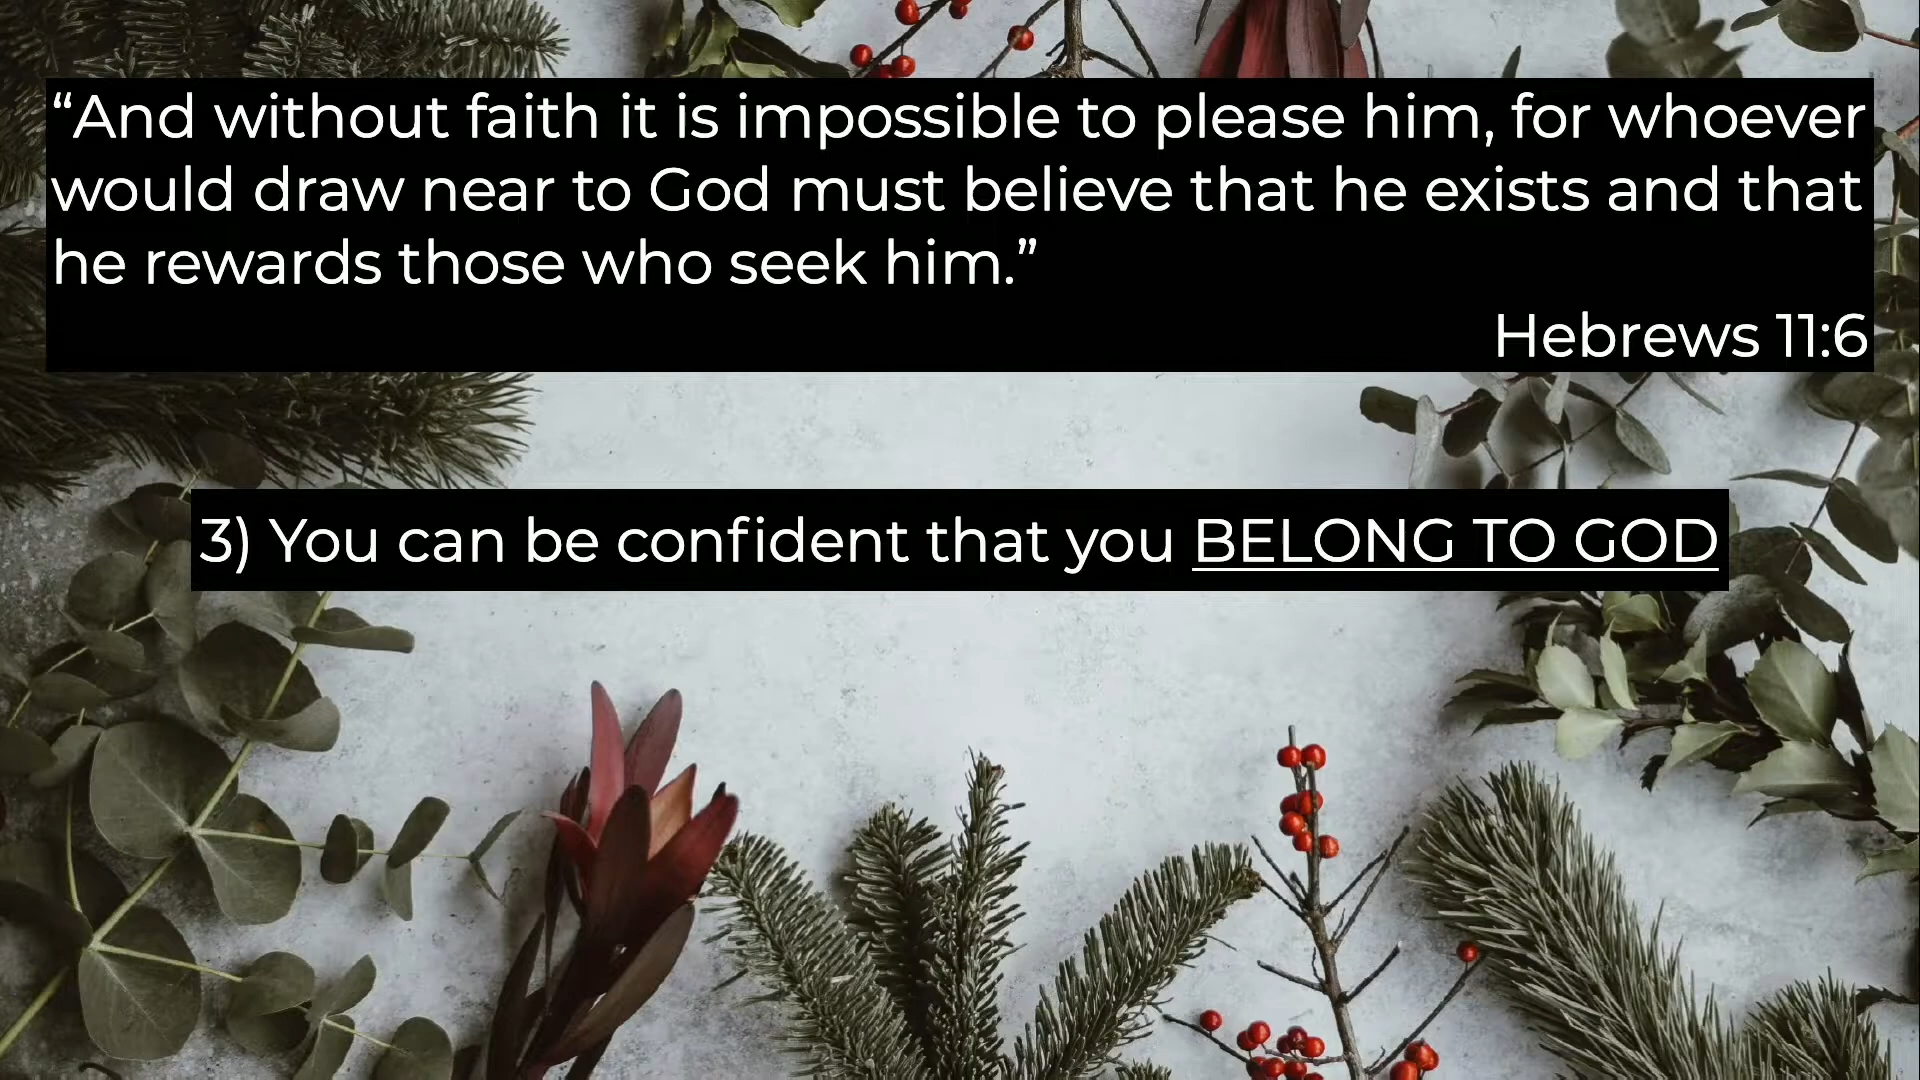 “And without faith it is impossible to please him, for whoever
would draw near to God must believe that he exists and that
he rewards those who seek him.”
Hebrews 11:6
3) You can be confident that you BELONG TO GOD